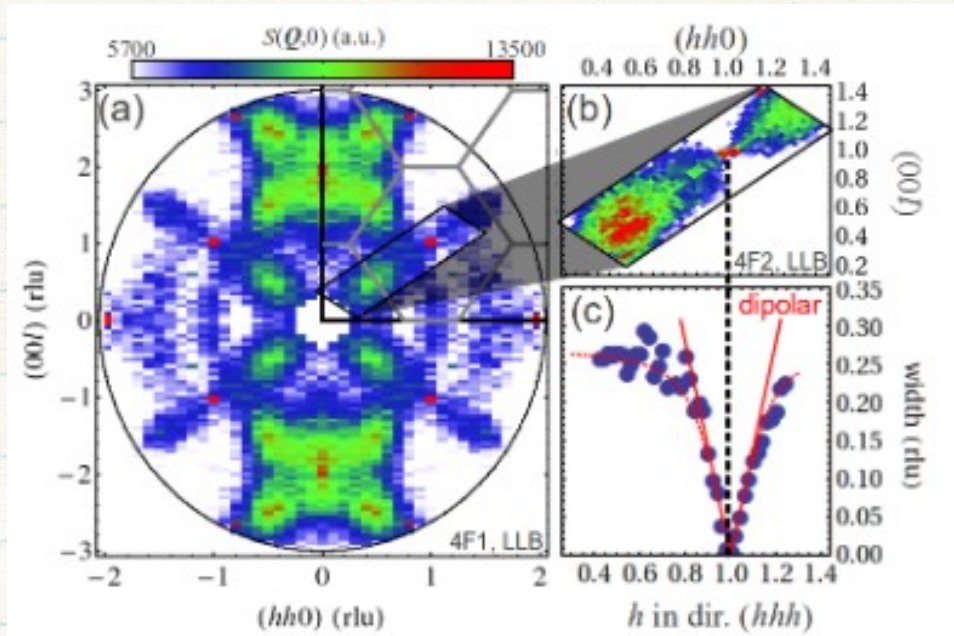 S(Q,0) (a.u.)
5700 13500
(a)
(00l) (rlu)
3
2
1
0
−1
−2
−3
−2 −1 0 1 2
(hh0) (rlu)
4F1, LLB
(hh0)
0.4 0.6 0.8 1.0 1.2 1.4
(b)
1.4
1.2
1.0
0.8
0.6
0.4
0.2
(00l)
4F2, LLB
(c)
dipolar
0.35
0.30
0.25
0.20
0.15
0.10
0.05
0.00
width (rlu)
0.4 0.6 0.8 1.0 1.2 1.4
h in dir. (hhh)